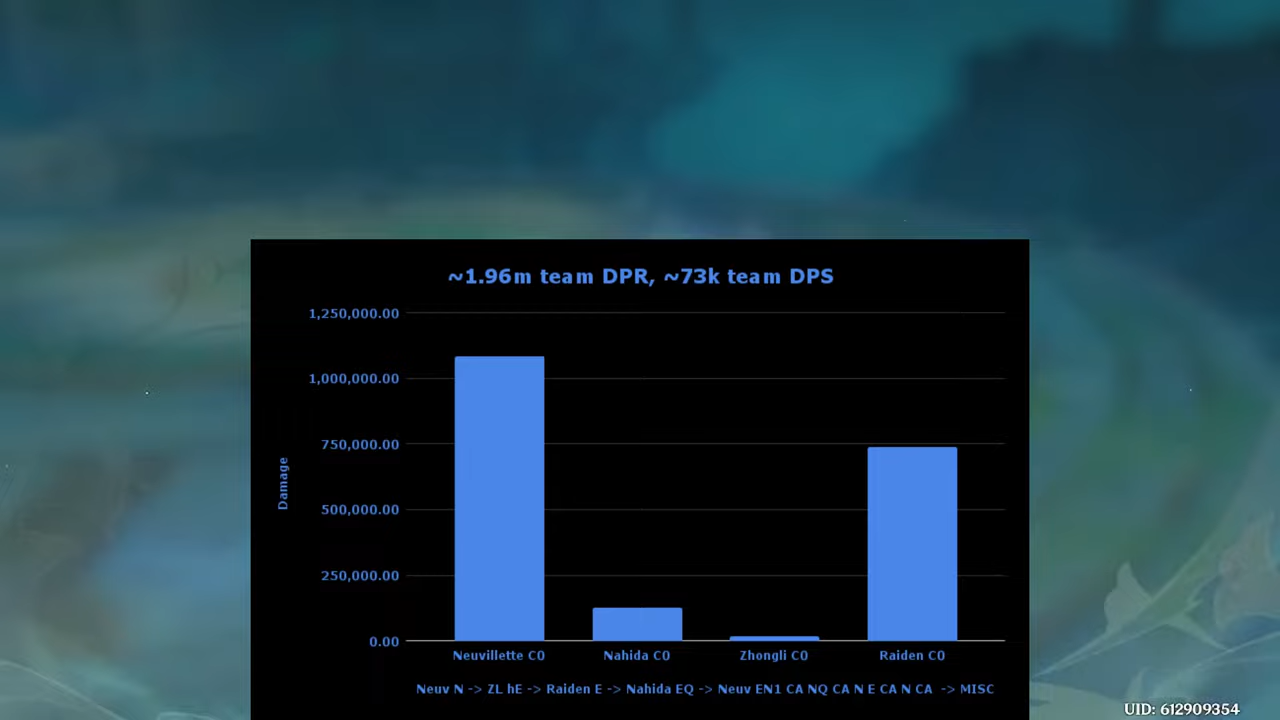 ~1.96m team DPR, ~73k team DPS
1,250,000.00
1,000,000.00
750,000.00
500,000.00
250,000.00
0.00
Damage
Neuvillette C0 Nahida C0 Zhongli C0 Raiden C0
Neuv N -> ZL hE -> Raiden E -> Nahida EQ -> Neuv EN1 CA NQ CA N E CA N CA -> MISC
UID: 612909354